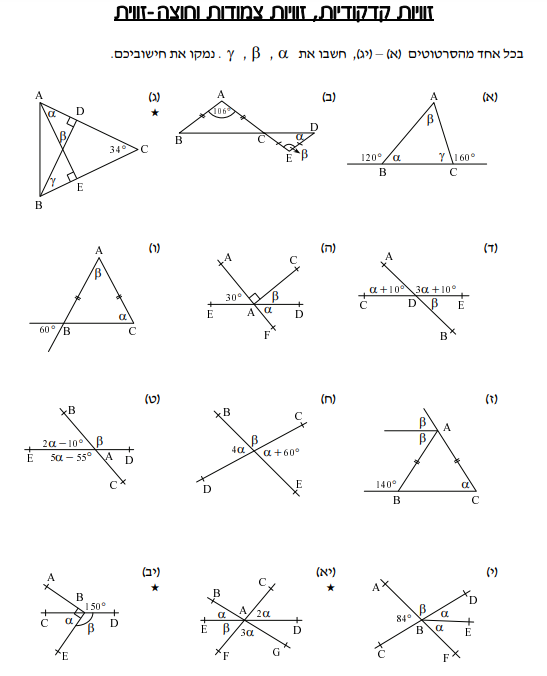 זוויות קדקודיות, זוויות צמודות וחוצה-זווית
בכל אחד מהסרטוטים (א) – (יג), חשבו את α , β , γ . נמקו את חישוביכם.
(א) (ב) (ג)
★
A β 120° α γ 160° B C
A 106° B C D α E β
A D α β 34° C γ E B
(ד) (ה) (ו)
A α+10° 3α+10° C D β E B
A C 30° β E A α D F
A β α 60° B C
(ז) (ח) (ט)
β A β 140° α B C
B C β 4α α+60° D E
B 2α−10° β E 5α−55° A D C
(י) (יא) (יב)
★ ★
A D β α 84° B α E C F
B C A α 2α E D β 3α F G
A B 150° C α D β E